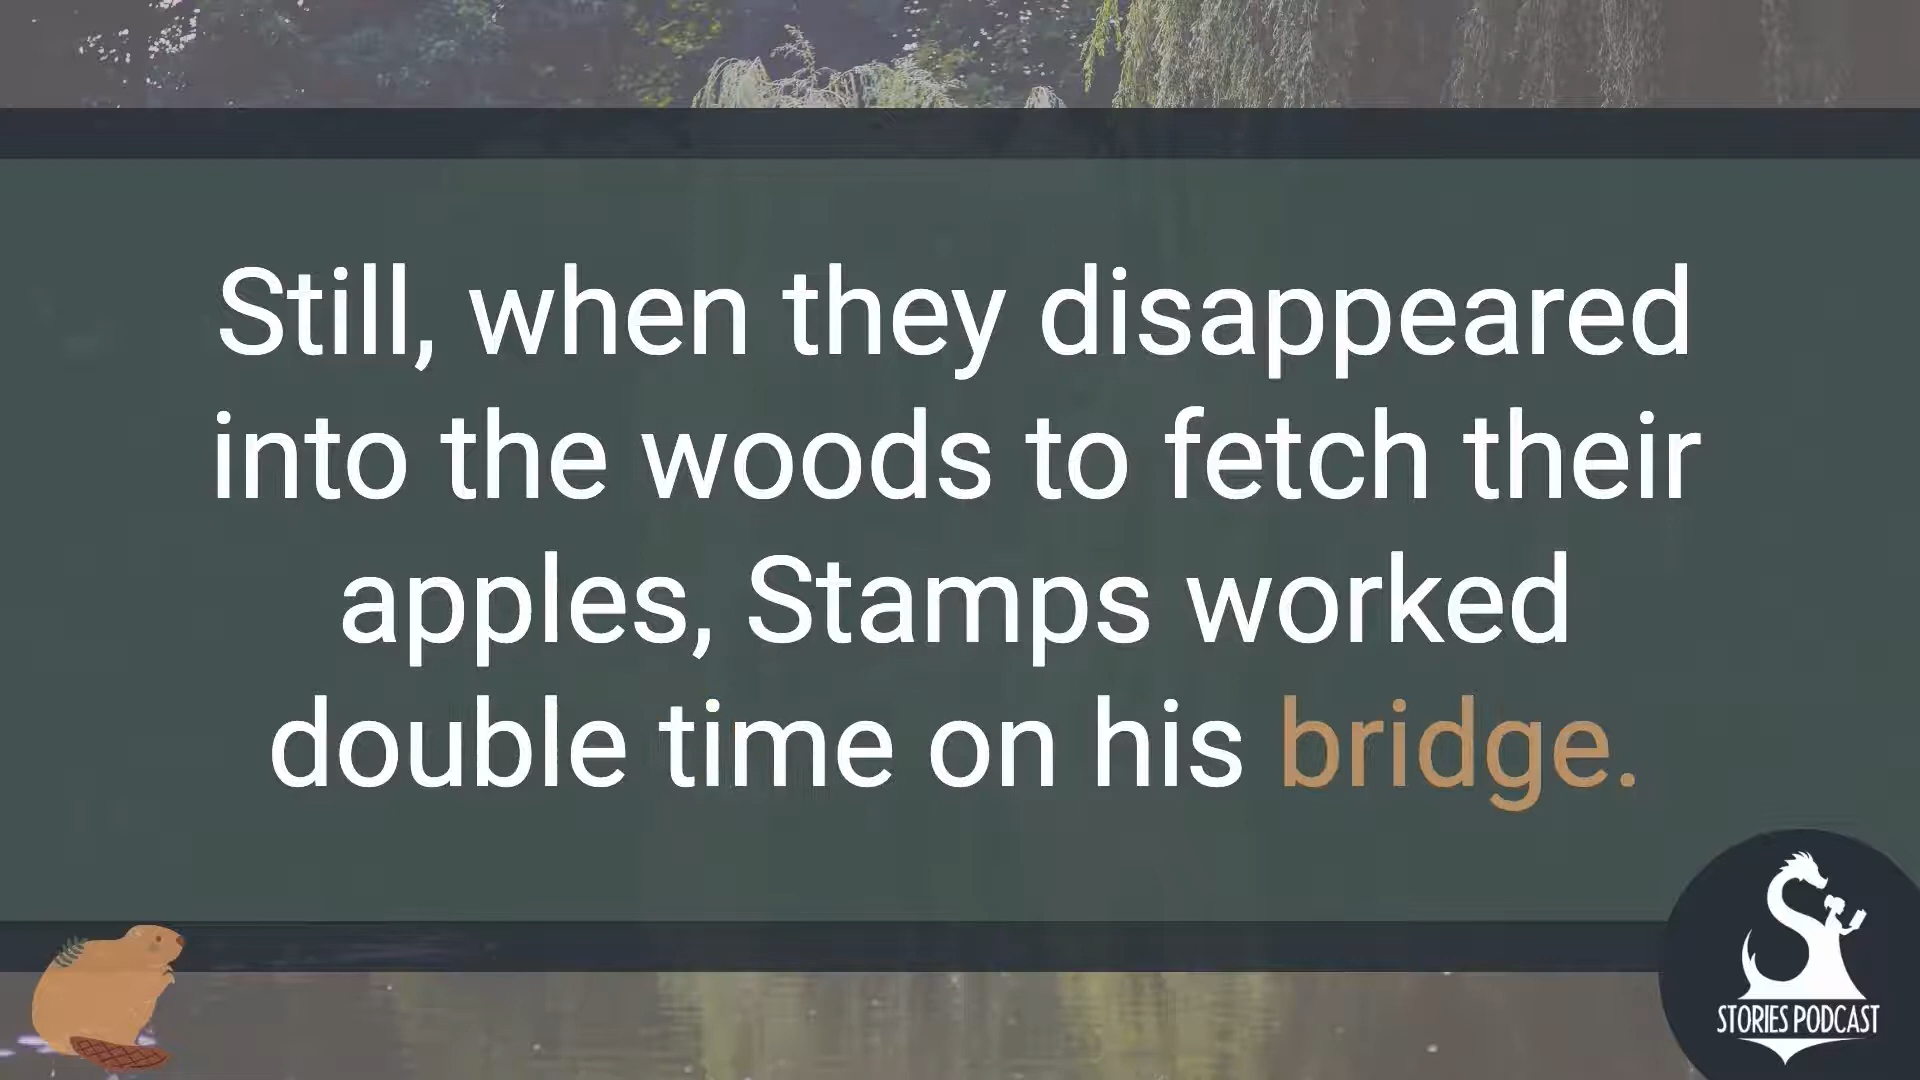 Still, when they disappeared
into the woods to fetch their
apples, Stamps worked
double time on his bridge.
STORIES PODCAST